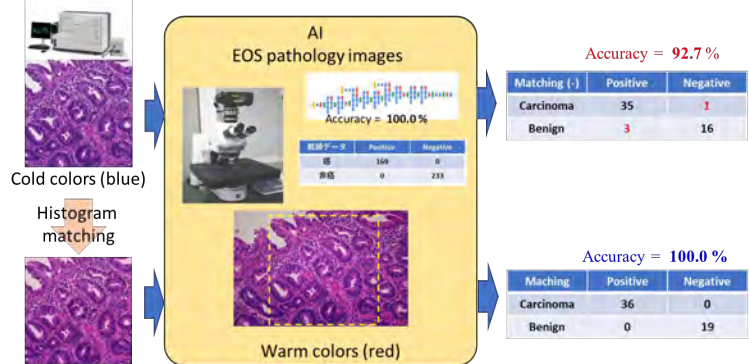 AI
EOS pathology images
Accuracy = 100.0 %
教師データ Positive Negative
癌 169 0
非癌 0 233
Warm colors (red)
Cold colors (blue)
Histogram
matching
Accuracy = 92.7 %
Matching (-) Positive Negative
Carcinoma 35 1
Benign 3 16
Accuracy = 100.0 %
Maching Positive Negative
Carcinoma 36 0
Benign 0 19